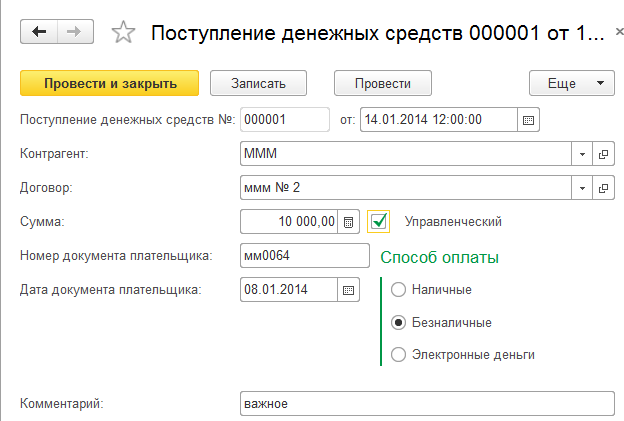 Поступление денежных средств 000001 от 1...
Провести и закрыть Записать Провести Еще
Поступление денежных средств №: 000001 от: 14.01.2014 12:00:00
Контрагент: МММ
Договор: ммм № 2
Сумма: 10 000,00 Управленческий
Номер документа плательщика: мм0064 Способ оплаты
Дата документа плательщика: 08.01.2014 Наличные
Безналичные
Электронные деньги
Комментарий: важное